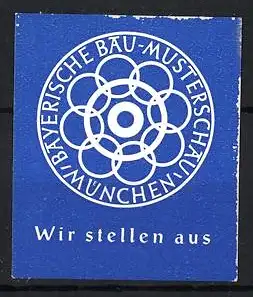 BAYERISCHE BAU-MUSTERSCHAU
MÜNCHEN
Wir stellen aus